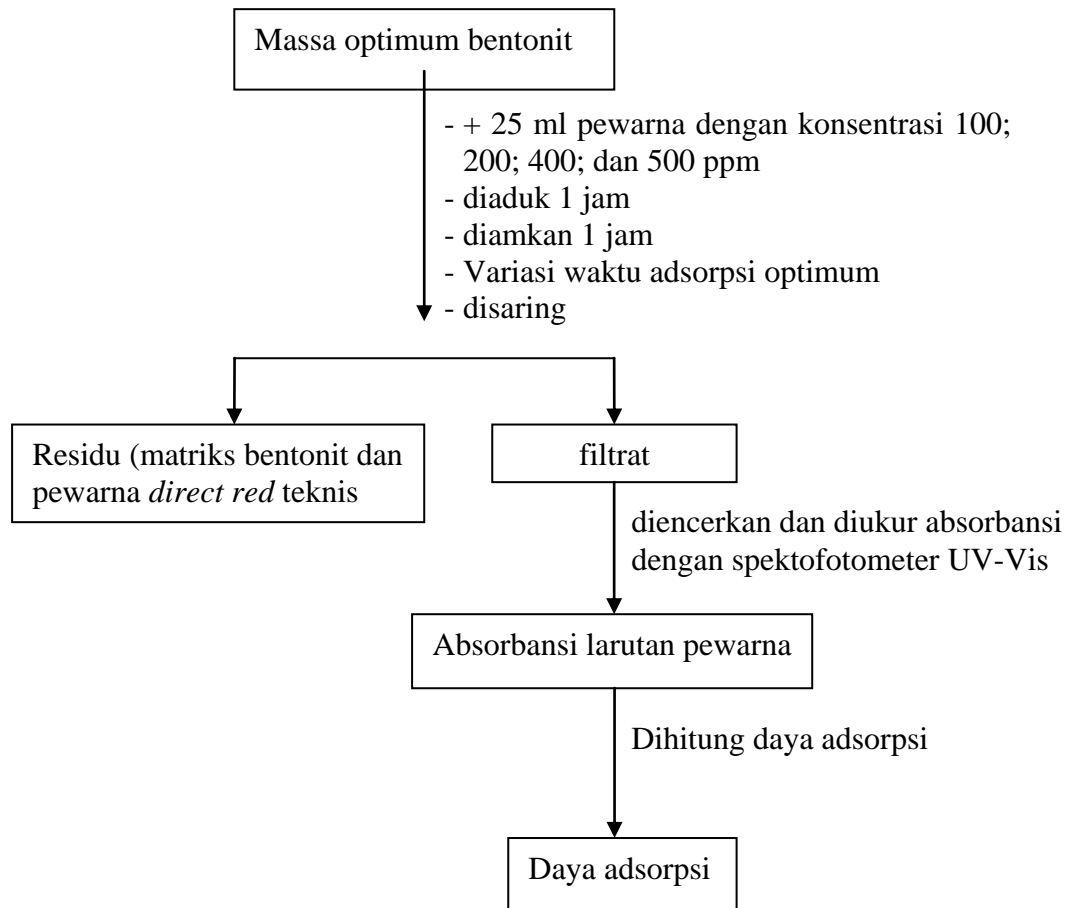 Massa optimum bentonit
- + 25 ml pewarna dengan konsentrasi 100;
200; 400; dan 500 ppm
- diaduk 1 jam
- diamkan 1 jam
- Variasi waktu adsorpsi optimum
- disaring
Residu (matriks bentonit dan
pewarna direct red teknis
filtrat
diencerkan dan diukur absorbansi
dengan spektofotometer UV-Vis
Absorbansi larutan pewarna
Dihitung daya adsorpsi
Daya adsorpsi